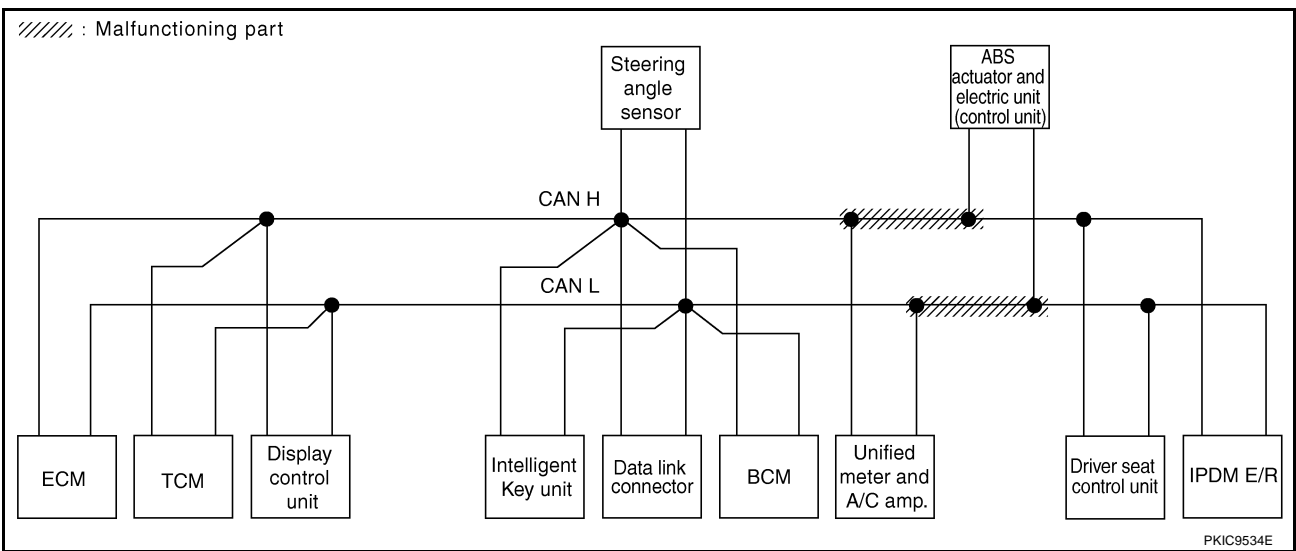 : Malfunctioning part
Steering
angle
sensor
ABS
actuator and
electric unit
(control unit)
CAN H
CAN L
ECM
TCM
Display
control
unit
Intelligent
Key unit
Data link
connector
BCM
Unified
meter and
A/C amp.
Driver seat
control unit
IPDM E/R
PKIC9534E